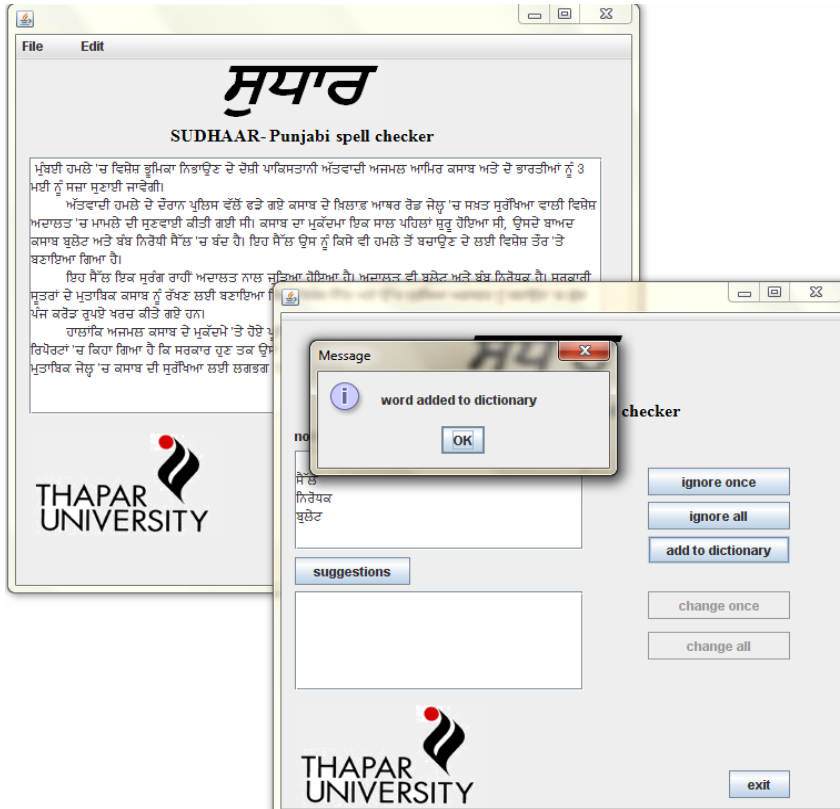 File Edit
ਸੁਧਾਰ
SUDHAAR- Punjabi spell checker
ਮੁੰਬਈ ਹਮਲੇ 'ਚ ਵਿਸ਼ੇਸ਼ ਭੂਮਿਕਾ ਨਿਭਾਉਣ ਦੇ ਦੋਸ਼ੀ ਪਾਕਿਸਤਾਨੀ ਅੱਤਵਾਦੀ ਅਜਮਲ ਆਮਿਰ ਕਸਾਬ ਅਤੇ ਦੋ ਭਾਰਤੀਆਂ ਨੂੰ 3
ਮਈ ਨੂੰ ਸਜ਼ਾ ਸੁਣਾਈ ਜਾਵੇਗੀ।
ਅੱਤਵਾਦੀ ਹਮਲੇ ਦੇ ਦੌਰਾਨ ਪੁਲਿਸ ਵੱਲੋਂ ਫੜੇ ਗਏ ਕਸਾਬ ਦੇ ਖ਼ਿਲਾਫ਼ ਆਥਰ ਰੋਡ ਜੇਲ੍ਹ 'ਚ ਸਖ਼ਤ ਸੁਰੱਖਿਆ ਵਾਲੀ ਵਿਸ਼ੇਸ਼
ਅਦਾਲਤ 'ਚ ਮਾਮਲੇ ਦੀ ਸੁਣਵਾਈ ਕੀਤੀ ਗਈ ਸੀ। ਕਸਾਬ ਦਾ ਮੁਕੱਦਮਾ ਇਕ ਸਾਲ ਪਹਿਲਾਂ ਸ਼ੁਰੂ ਹੋਇਆ ਸੀ, ਉਸਦੇ ਬਾਅਦ
ਕਸਾਬ ਬੁਲੇਟ ਅਤੇ ਬੰਬ ਨਿਰੋਧੀ ਸੈੱਲ 'ਚ ਬੰਦ ਹੈ। ਇਹ ਸੈੱਲ ਉਸ ਨੂੰ ਕਿਸੇ ਵੀ ਹਮਲੇ ਤੋਂ ਬਚਾਉਣ ਦੇ ਲਈ ਵਿਸ਼ੇਸ਼ ਤੌਰ 'ਤੇ
ਬਣਾਇਆ ਗਿਆ ਹੈ।
ਇਹ ਸੈੱਲ ਇਕ ਸੁਰੰਗ ਰਾਹੀਂ ਅਦਾਲਤ ਨਾਲ ਜੁੜਿਆ ਹੋਇਆ ਹੈ। ਅਦਾਲਤ ਵੀ ਬੁਲੇਟ ਅਤੇ ਬੰਬ ਨਿਰੋਧਕ ਹੈ। ਸਰਕਾਰੀ
ਸੂਤਰਾਂ ਦੇ ਮੁਤਾਬਿਕ ਕਸਾਬ ਨੂੰ ਰੱਖਣ ਲਈ ਬਣਾਇਆ
ਪੰਜ ਕਰੋੜ ਰੁਪਏ ਖਰਚ ਕੀਤੇ ਗਏ ਹਨ।
ਹਾਲਾਂਕਿ ਅਜਮਲ ਕਸਾਬ ਦੇ ਮੁਕੱਦਮੇ 'ਤੇ ਹੋਏ
ਰਿਪੋਰਟਾਂ 'ਚ ਕਿਹਾ ਗਿਆ ਹੈ ਕਿ ਸਰਕਾਰ ਹੁਣ ਤਕ
ਮੁਤਾਬਿਕ ਜੇਲ੍ਹ 'ਚ ਕਸਾਬ ਦੀ ਸੁਰੱਖਿਆ ਲਈ ਲਗਭਗ
THAPAR
UNIVERSITY
Message
word added to dictionary
OK
checker
ਸੈੱਲ
ਨਿਰੋਧਕ
ਬੁਲੇਟ
ignore once
ignore all
add to dictionary
suggestions
change once
change all
THAPAR
UNIVERSITY
exit